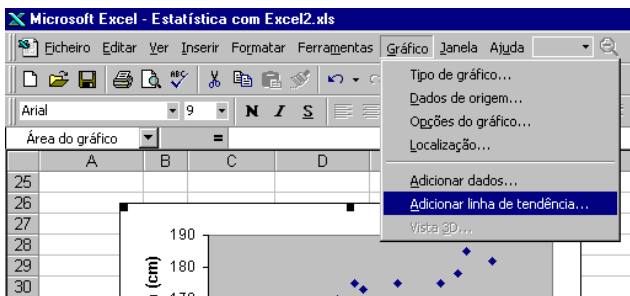 Microsoft Excel - Estatística com Excel2.xls
Ficheiro Editar Ver Inserir Formatar Ferramentas Gráfico Janela Ajuda
Tipo de gráfico...
Dados de origem...
Opções do gráfico...
Localização...
Adicionar dados...
Adicionar linha de tendência...
Vista 3D...
ABC
Arial 9 N I S
Área do gráfico =
A B C D
25
26
27
28
29
30
190
180
170
(cm)